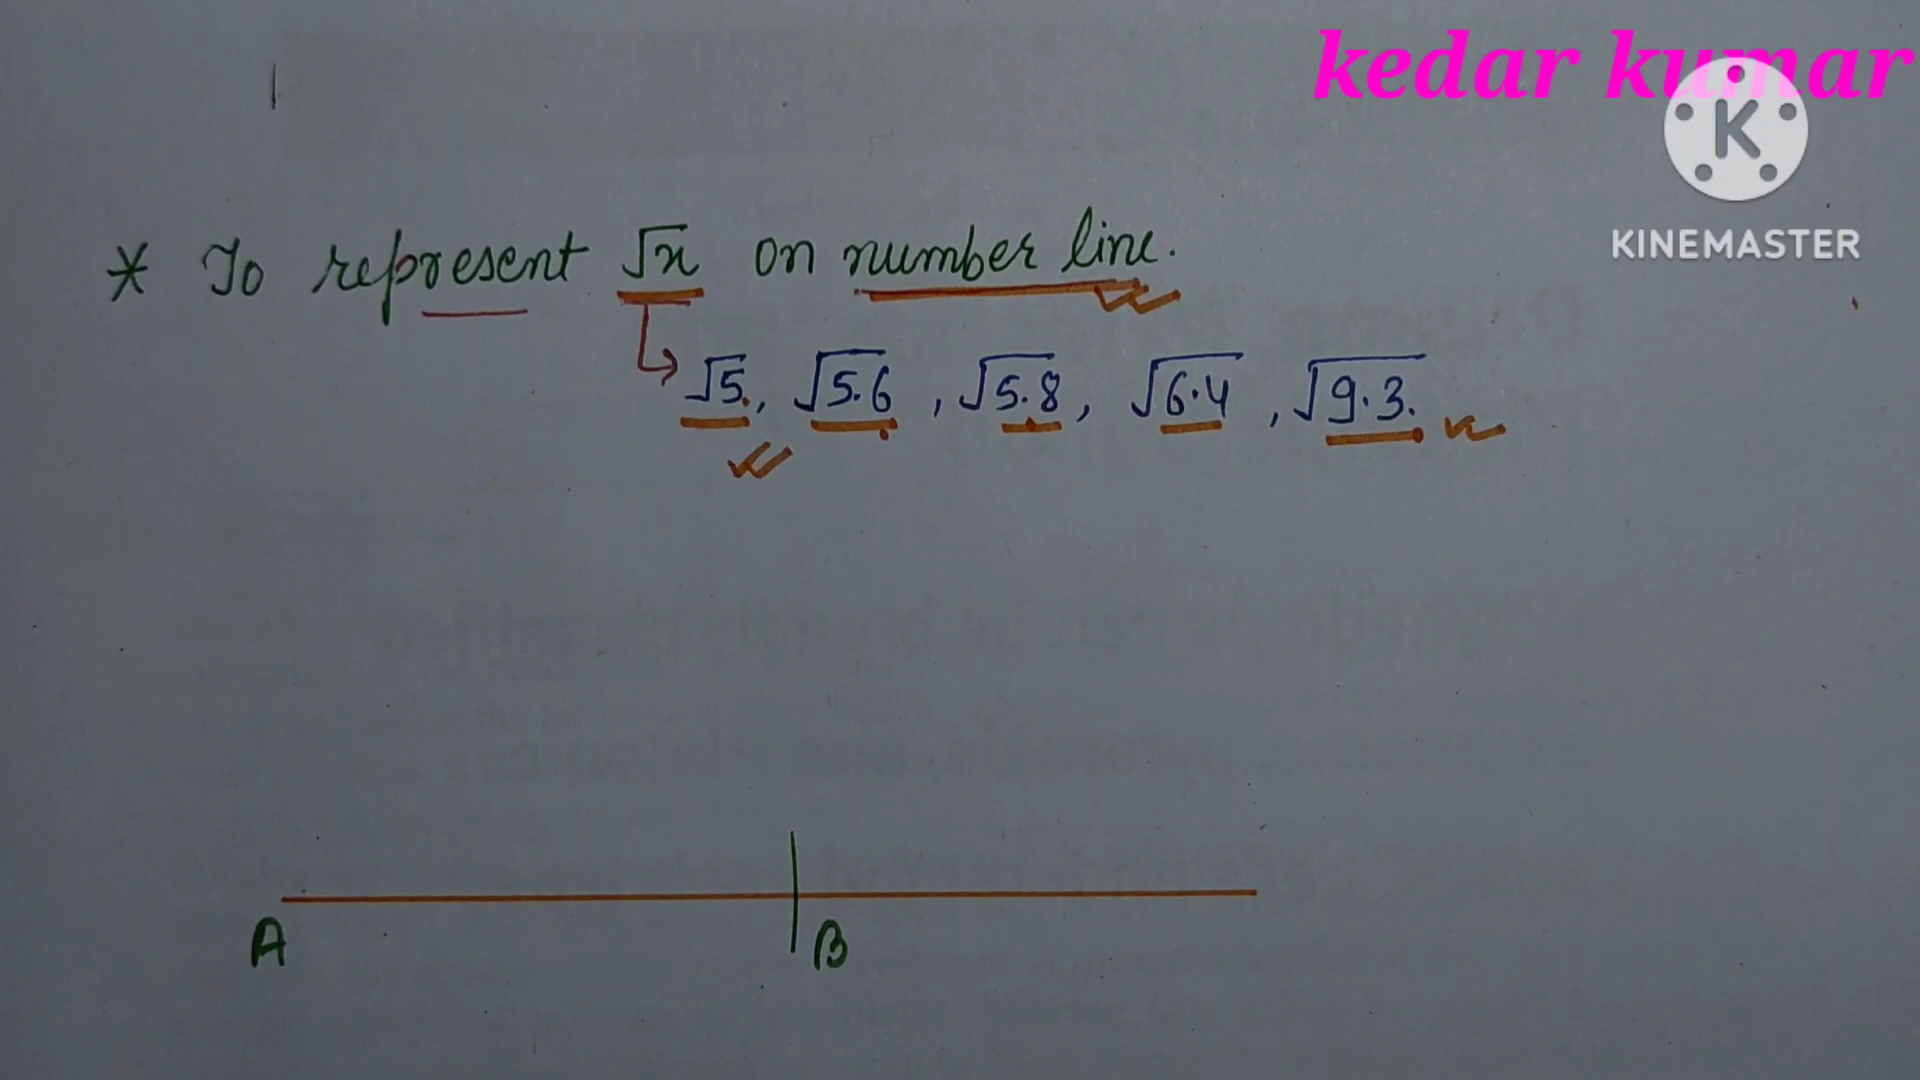 kedar kumar
KINEMASTER
* To represent √x on number line.
√5., √5.6, √5.8, √6.4, √9.3.
A B